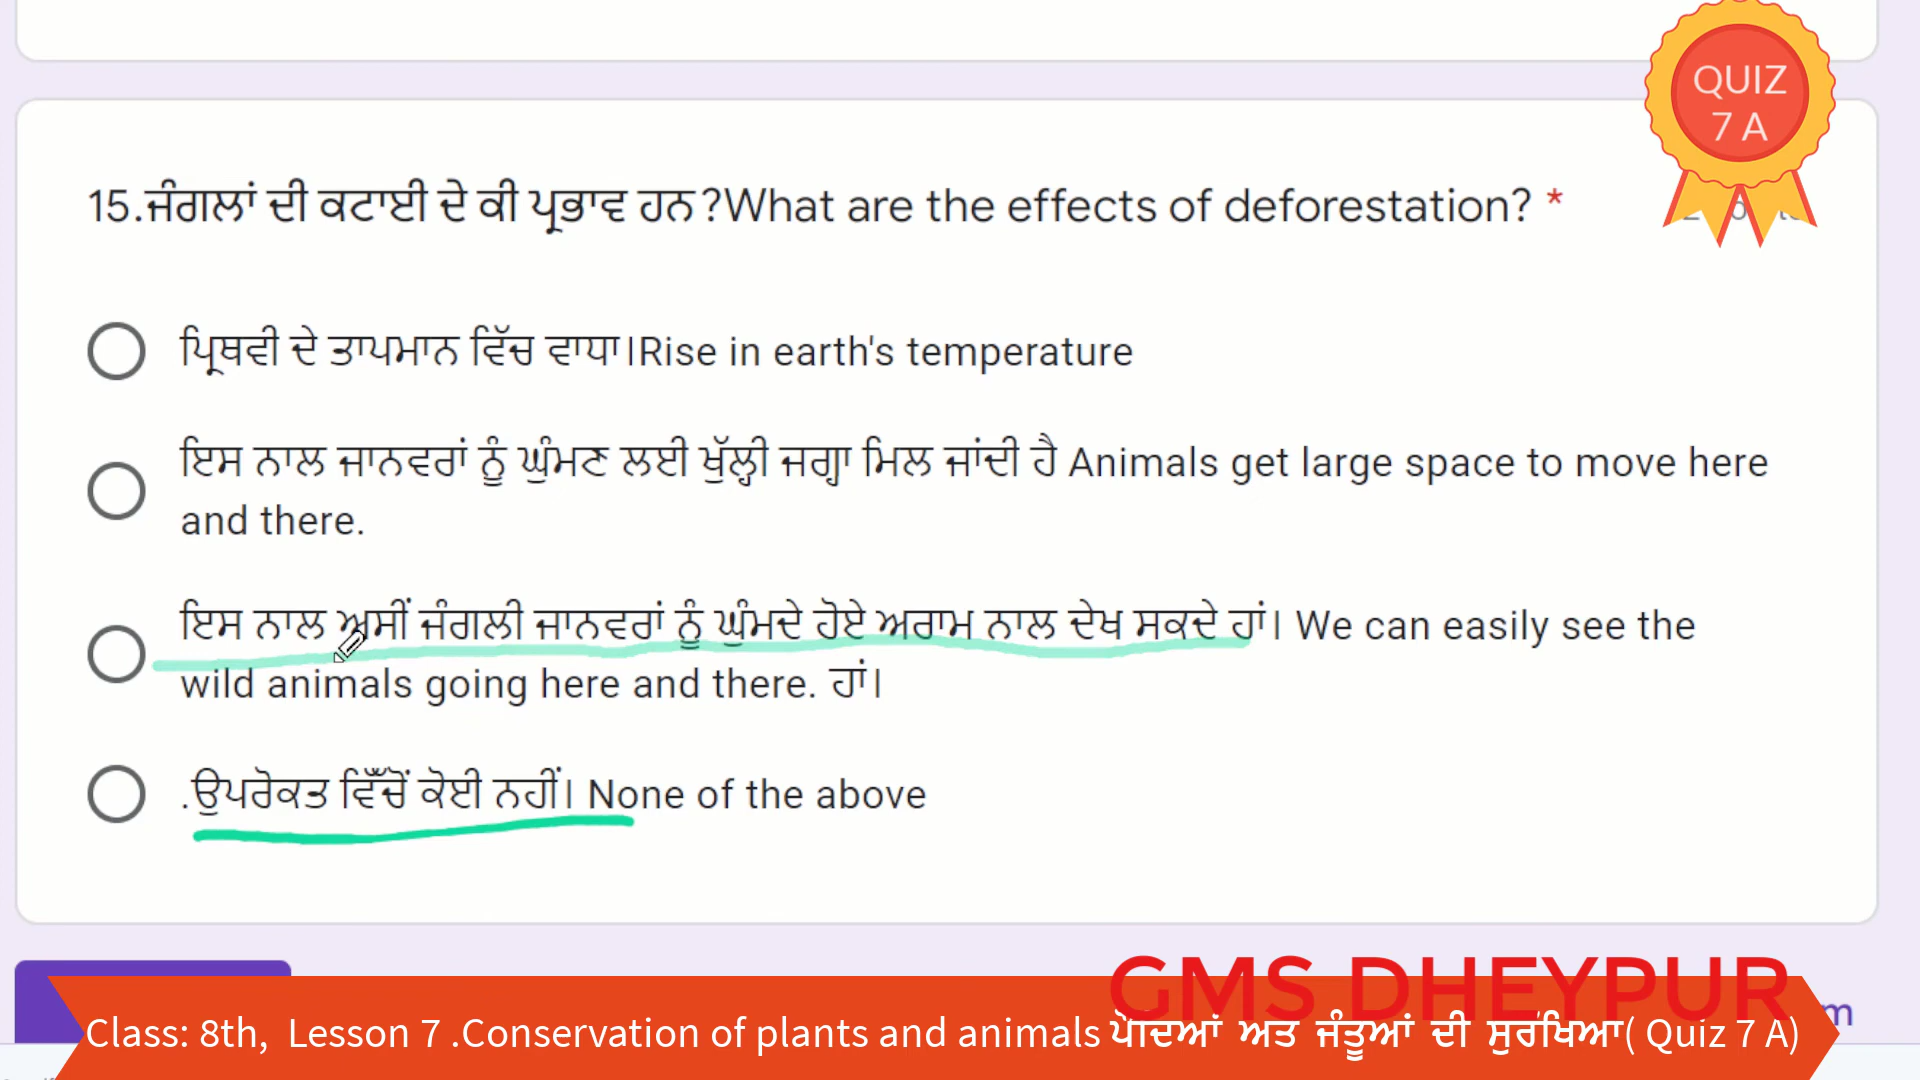 QUIZ
7 A
15.ਜੰਗਲਾਂ ਦੀ ਕਟਾਈ ਦੇ ਕੀ ਪ੍ਰਭਾਵ ਹਨ?What are the effects of deforestation? *
ਪ੍ਰਿਥਵੀ ਦੇ ਤਾਪਮਾਨ ਵਿੱਚ ਵਾਧਾ।Rise in earth's temperature
ਇਸ ਨਾਲ ਜਾਨਵਰਾਂ ਨੂੰ ਘੁੰਮਣ ਲਈ ਖੁੱਲ੍ਹੀ ਜਗ੍ਹਾ ਮਿਲ ਜਾਂਦੀ ਹੈ Animals get large space to move here
and there.
ਇਸ ਨਾਲ ਅਸੀਂ ਜੰਗਲੀ ਜਾਨਵਰਾਂ ਨੂੰ ਘੁੰਮਦੇ ਹੋਏ ਅਰਾਮ ਨਾਲ ਦੇਖ ਸਕਦੇ ਹਾਂ। We can easily see the
wild animals going here and there. ਹਾਂ।
.ਉਪਰੋਕਤ ਵਿੱਚੋਂ ਕੋਈ ਨਹੀਂ। None of the above
GMS DHEYPUR
Class: 8th, Lesson 7 .Conservation of plants and animals ਪੌਦਿਆਂ ਅਤੇ ਜੰਤੂਆਂ ਦੀ ਸੁਰੱਖਿਆ( Quiz 7 A)